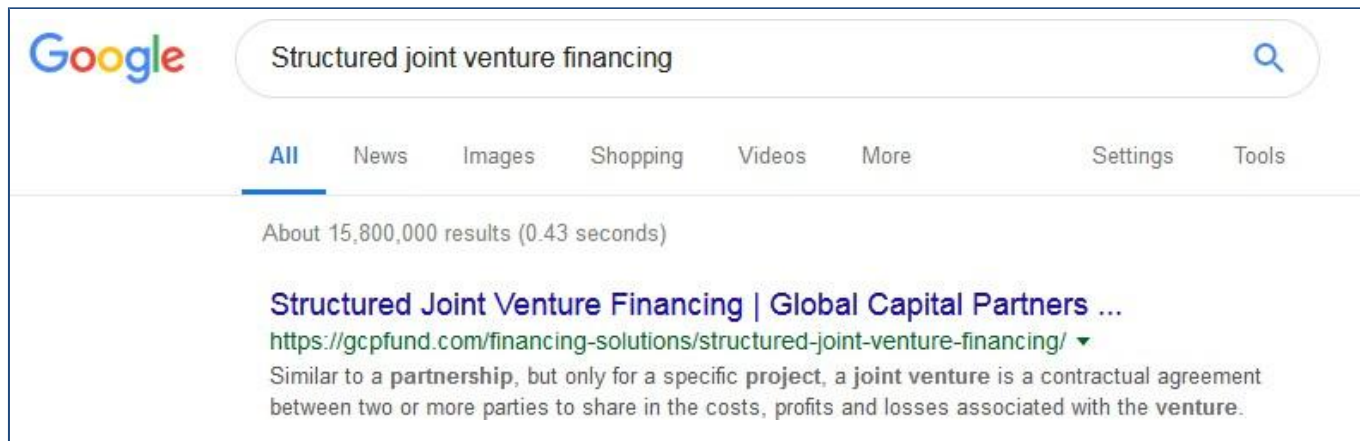 Google
Structured joint venture financing
All News Images Shopping Videos More Settings Tools
About 15,800,000 results (0.43 seconds)
Structured Joint Venture Financing | Global Capital Partners ...
https://gcpfund.com/financing-solutions/structured-joint-venture-financing/
Similar to a partnership, but only for a specific project, a joint venture is a contractual agreement
between two or more parties to share in the costs, profits and losses associated with the venture.